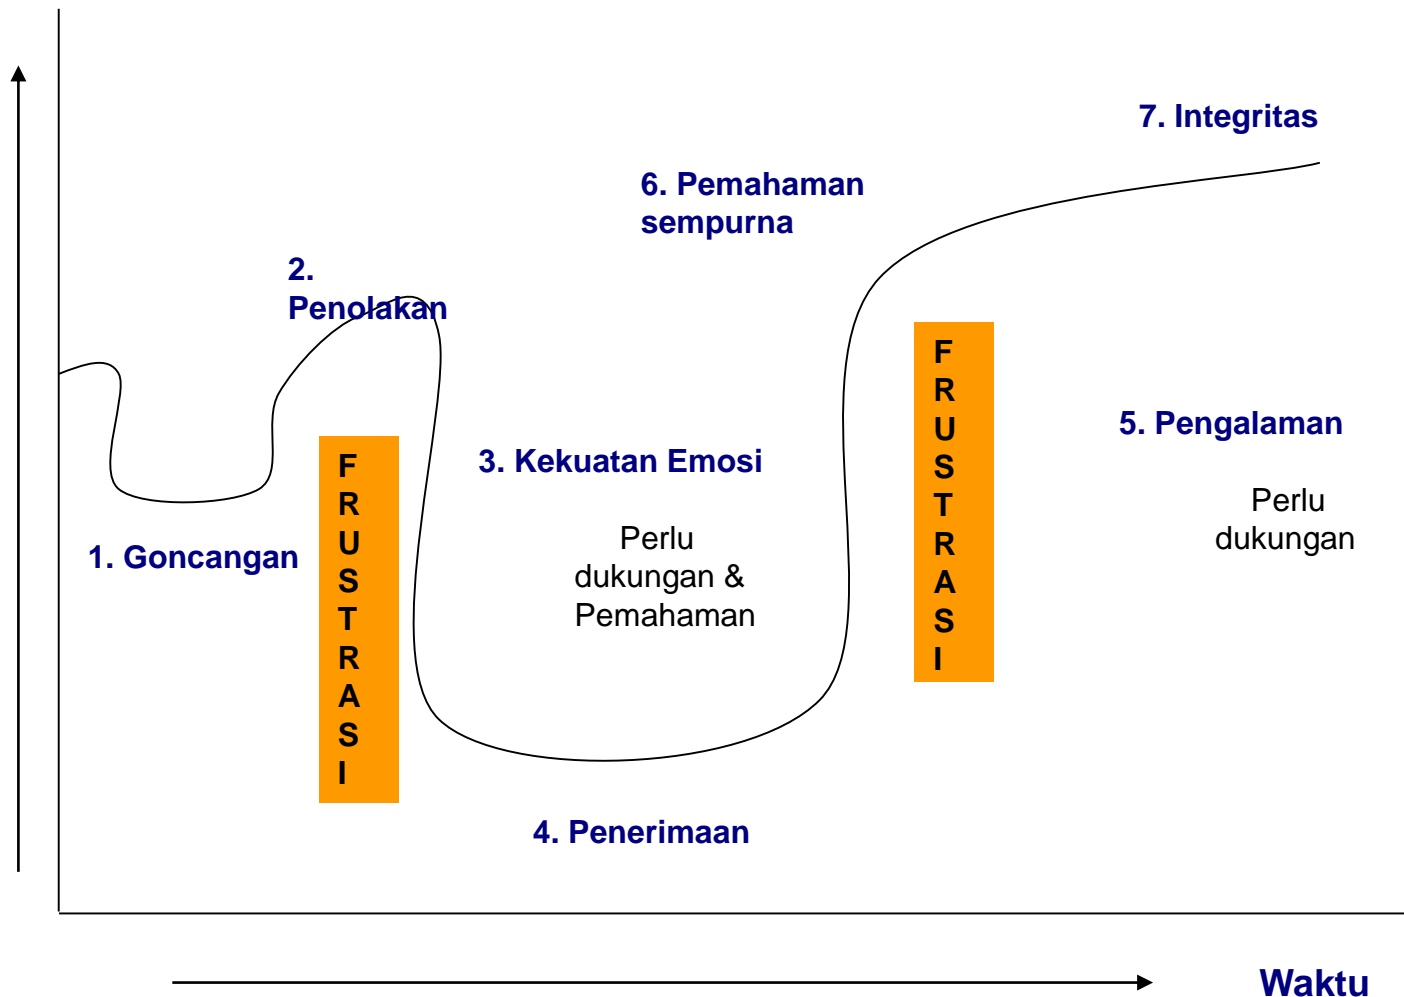 7. Integritas
6. Pemahaman
sempurna
2.
Penolakan
F
R
U
S
T
R
A
S
I
5. Pengalaman
Perlu
dukungan
F
R
U
S
T
R
A
S
I
3. Kekuatan Emosi
Perlu
dukungan &
Pemahaman
1. Goncangan
4. Penerimaan
Waktu